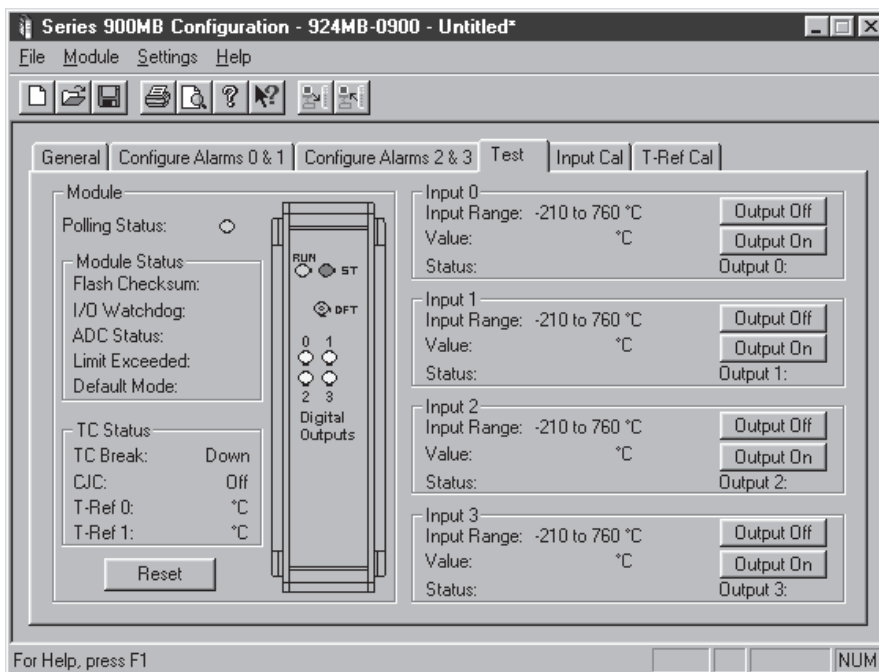 Series 900MB Configuration - 924MB-0900 - Untitled*
File Module Settings Help
General Configure Alarms 0 & 1 Configure Alarms 2 & 3 Test Input Cal T-Ref Cal
Module
Polling Status:
Module Status
Flash Checksum:
I/O Watchdog:
ADC Status:
Limit Exceeded:
Default Mode:
TC Status
TC Break: Down
CJC: Off
T-Ref 0: °C
T-Ref 1: °C
Reset
RUN
ST
DFT
0 1
2 3
Digital
Outputs
Input 0
Input Range: -210 to 760 °C
Output Off
Value: °C
Output On
Status:
Output 0:
Input 1
Input Range: -210 to 760 °C
Output Off
Value: °C
Output On
Status:
Output 1:
Input 2
Input Range: -210 to 760 °C
Output Off
Value: °C
Output On
Status:
Output 2:
Input 3
Input Range: -210 to 760 °C
Output Off
Value: °C
Output On
Status:
Output 3:
For Help, press F1
NUM